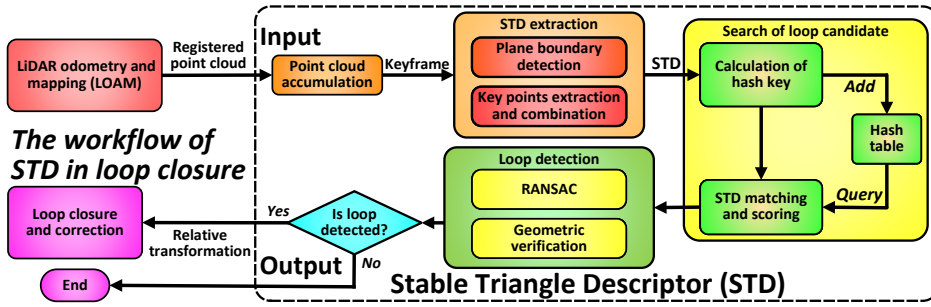 Input
STD extraction
Search of loop candidate
Registered
point cloud
LiDAR odometry and
mapping (LOAM)
Point cloud
accumulation
Keyframe
Plane boundary
detection
Key points extraction
and combination
STD
Calculation of
hash key
Add
Hash
table
Query
STD matching
and scoring
The workflow of
STD in loop closure
Loop detection
RANSAC
Geometric
verification
Is loop
detected?
Yes
Relative
transformation
Loop closure
and correction
No
Output
End
Stable Triangle Descriptor (STD)